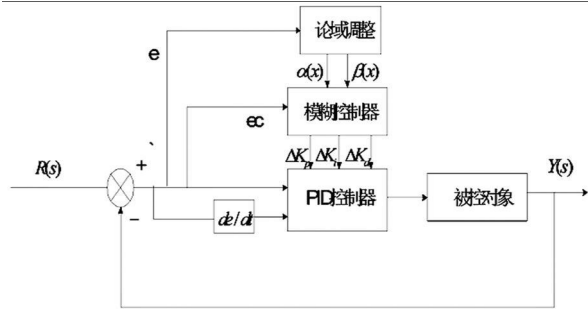 论域调整
e
α(x) β(x)
模糊控制器
ec
ΔKp ΔKi ΔKd
R(s) + Y(s)
PID控制器
被控对象
−
de/dt